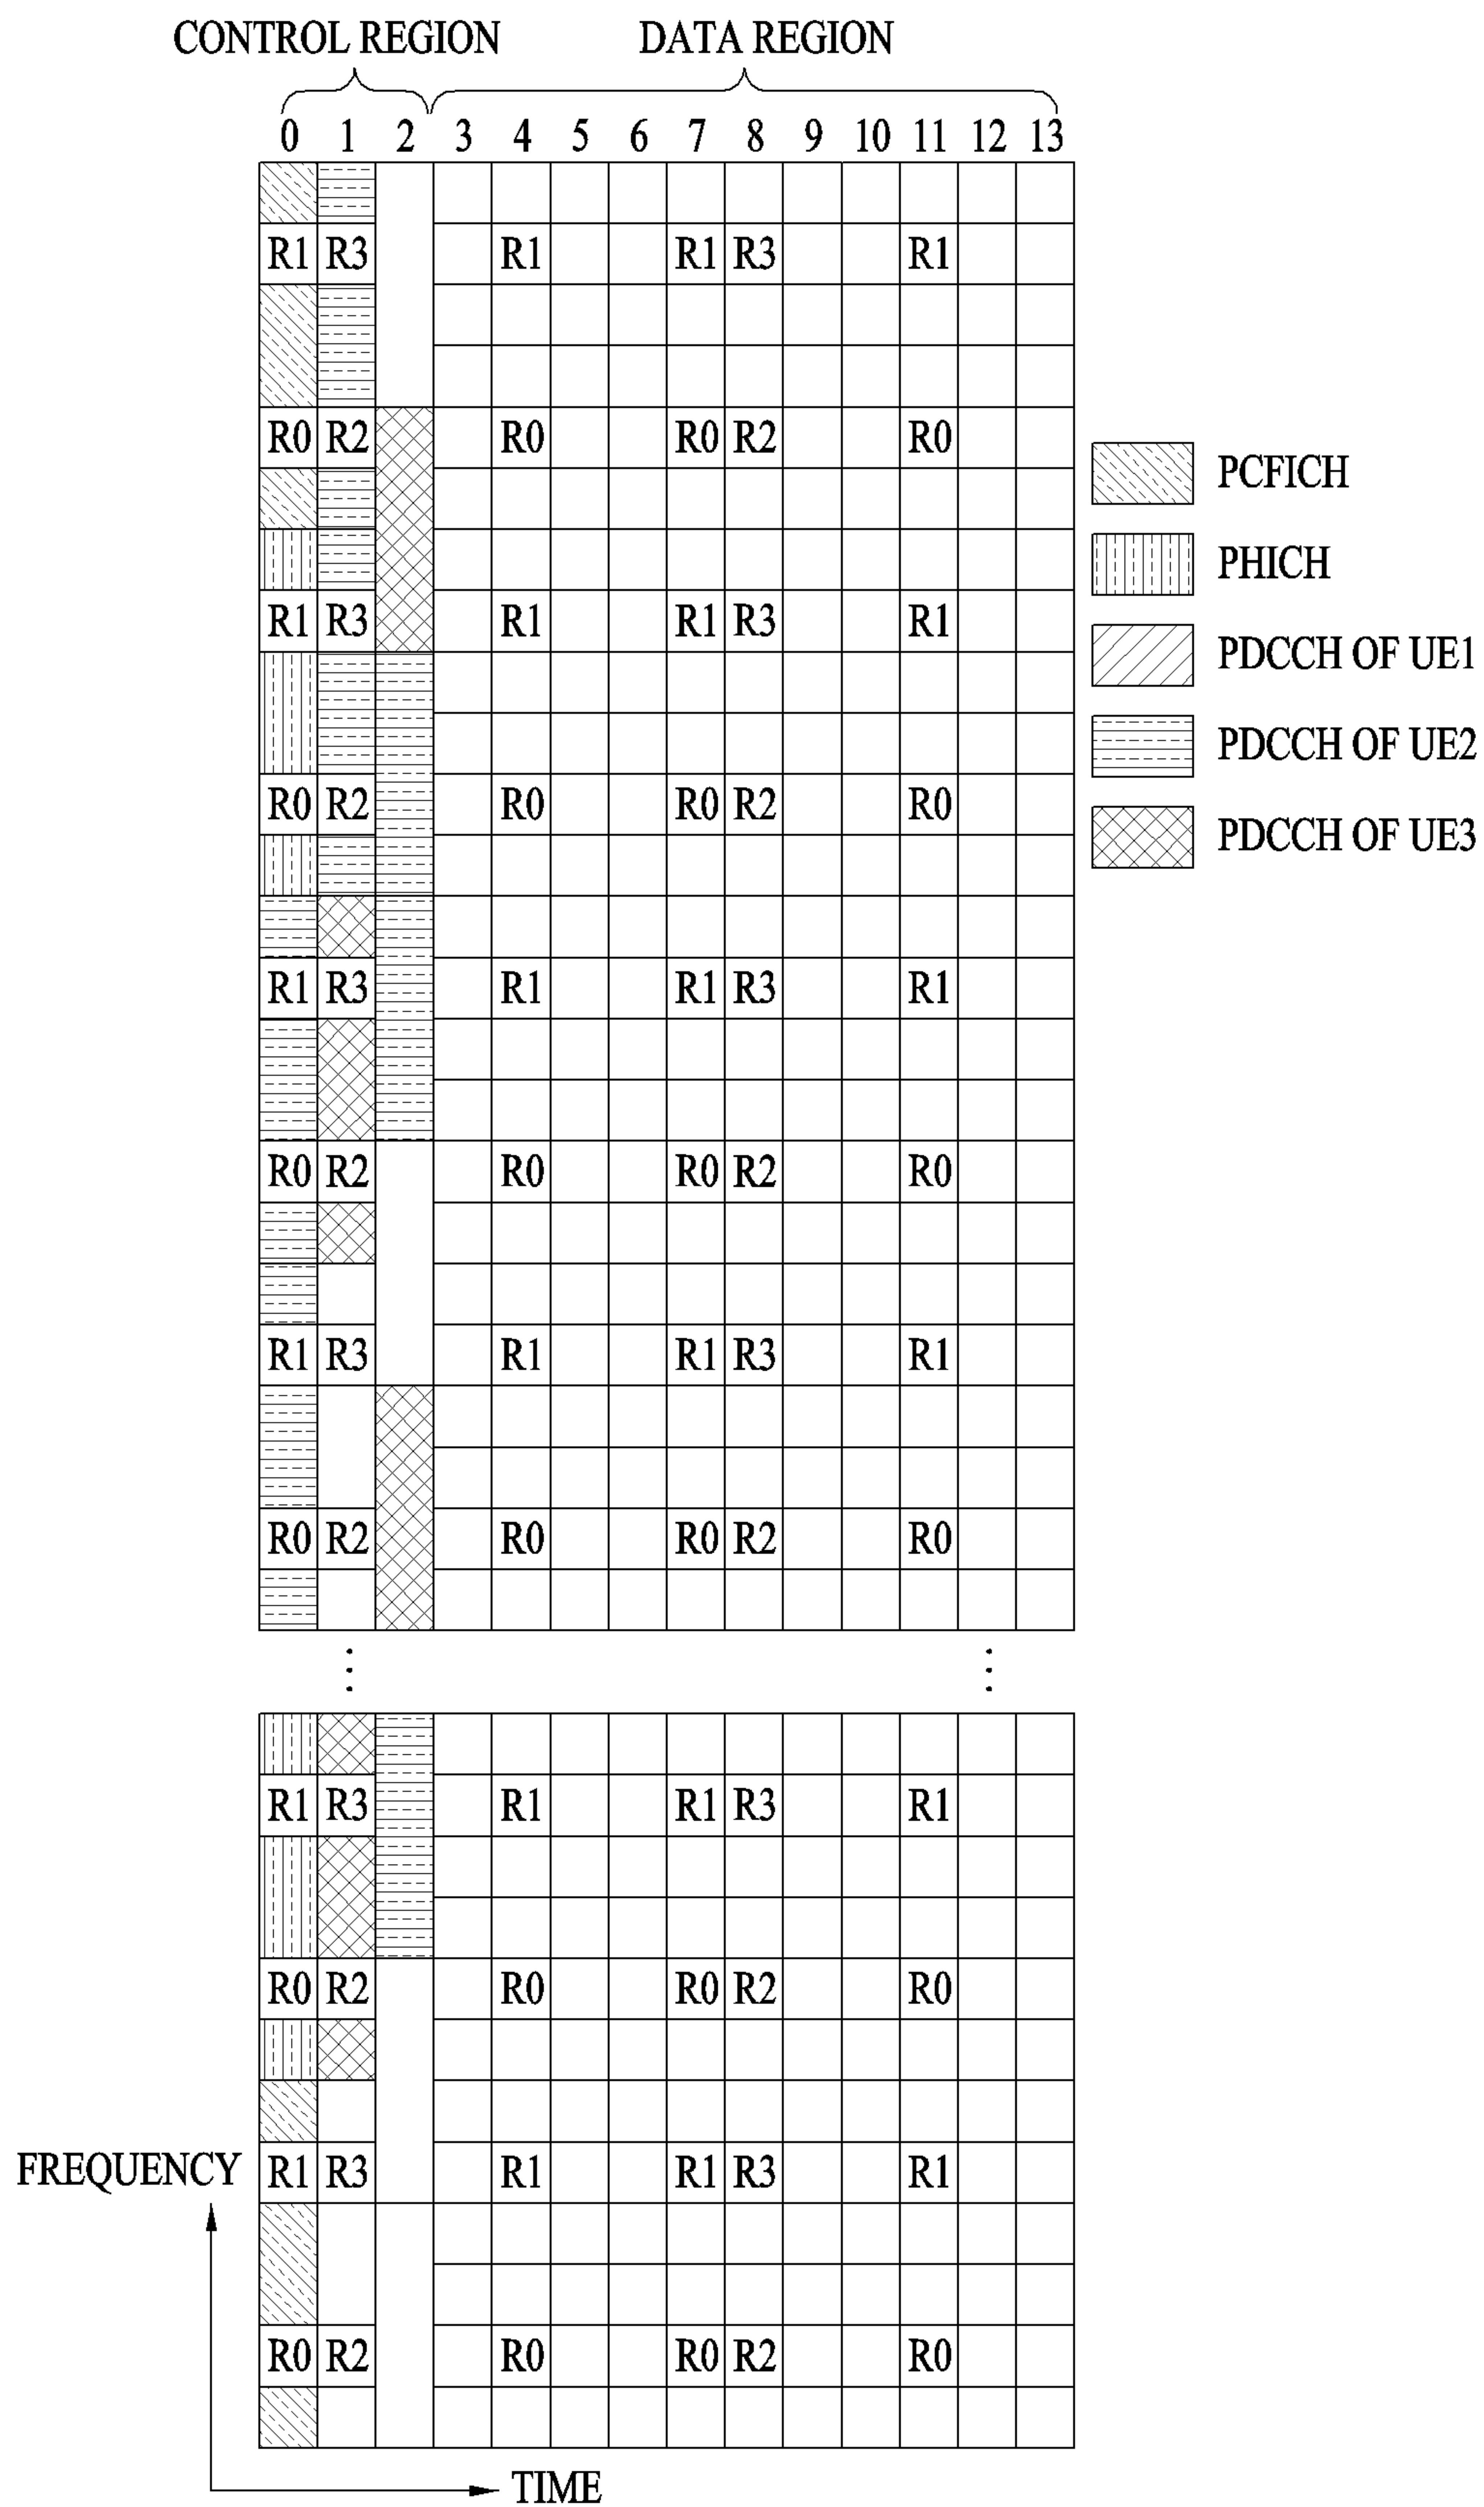 CONTROL REGION DATA REGION
0 1 2 3 4 5 6 7 8 9 10 11 12 13
R1 R3 R1 R1 R3 R1
R0 R2 R0 R0 R2 R0
PCFICH
PHICH
R1 R3 R1 R1 R3 R1
PDCCH OF UE1
PDCCH OF UE2
R0 R2 R0 R0 R2 R0
PDCCH OF UE3
R1 R3 R1 R1 R3 R1
R0 R2 R0 R0 R2 R0
R1 R3 R1 R1 R3 R1
R0 R2 R0 R0 R2 R0
R1 R3 R1 R1 R3 R1
R0 R2 R0 R0 R2 R0
FREQUENCY R1 R3 R1 R1 R3 R1
R0 R2 R0 R0 R2 R0
TIME